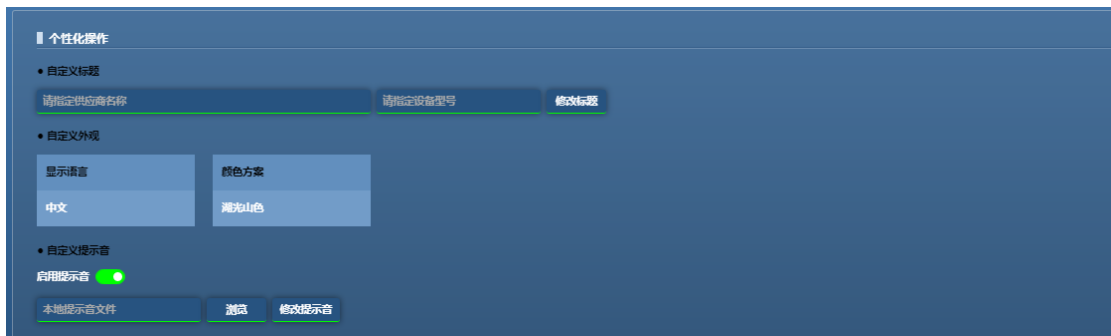 个性化操作
● 自定义标题
请指定供应商名称 请指定设备型号 修改标题
● 自定义外观
显示语言 颜色方案
中文 湖光山色
● 自定义提示音
启用提示音
本地提示音文件 浏览 修改提示音